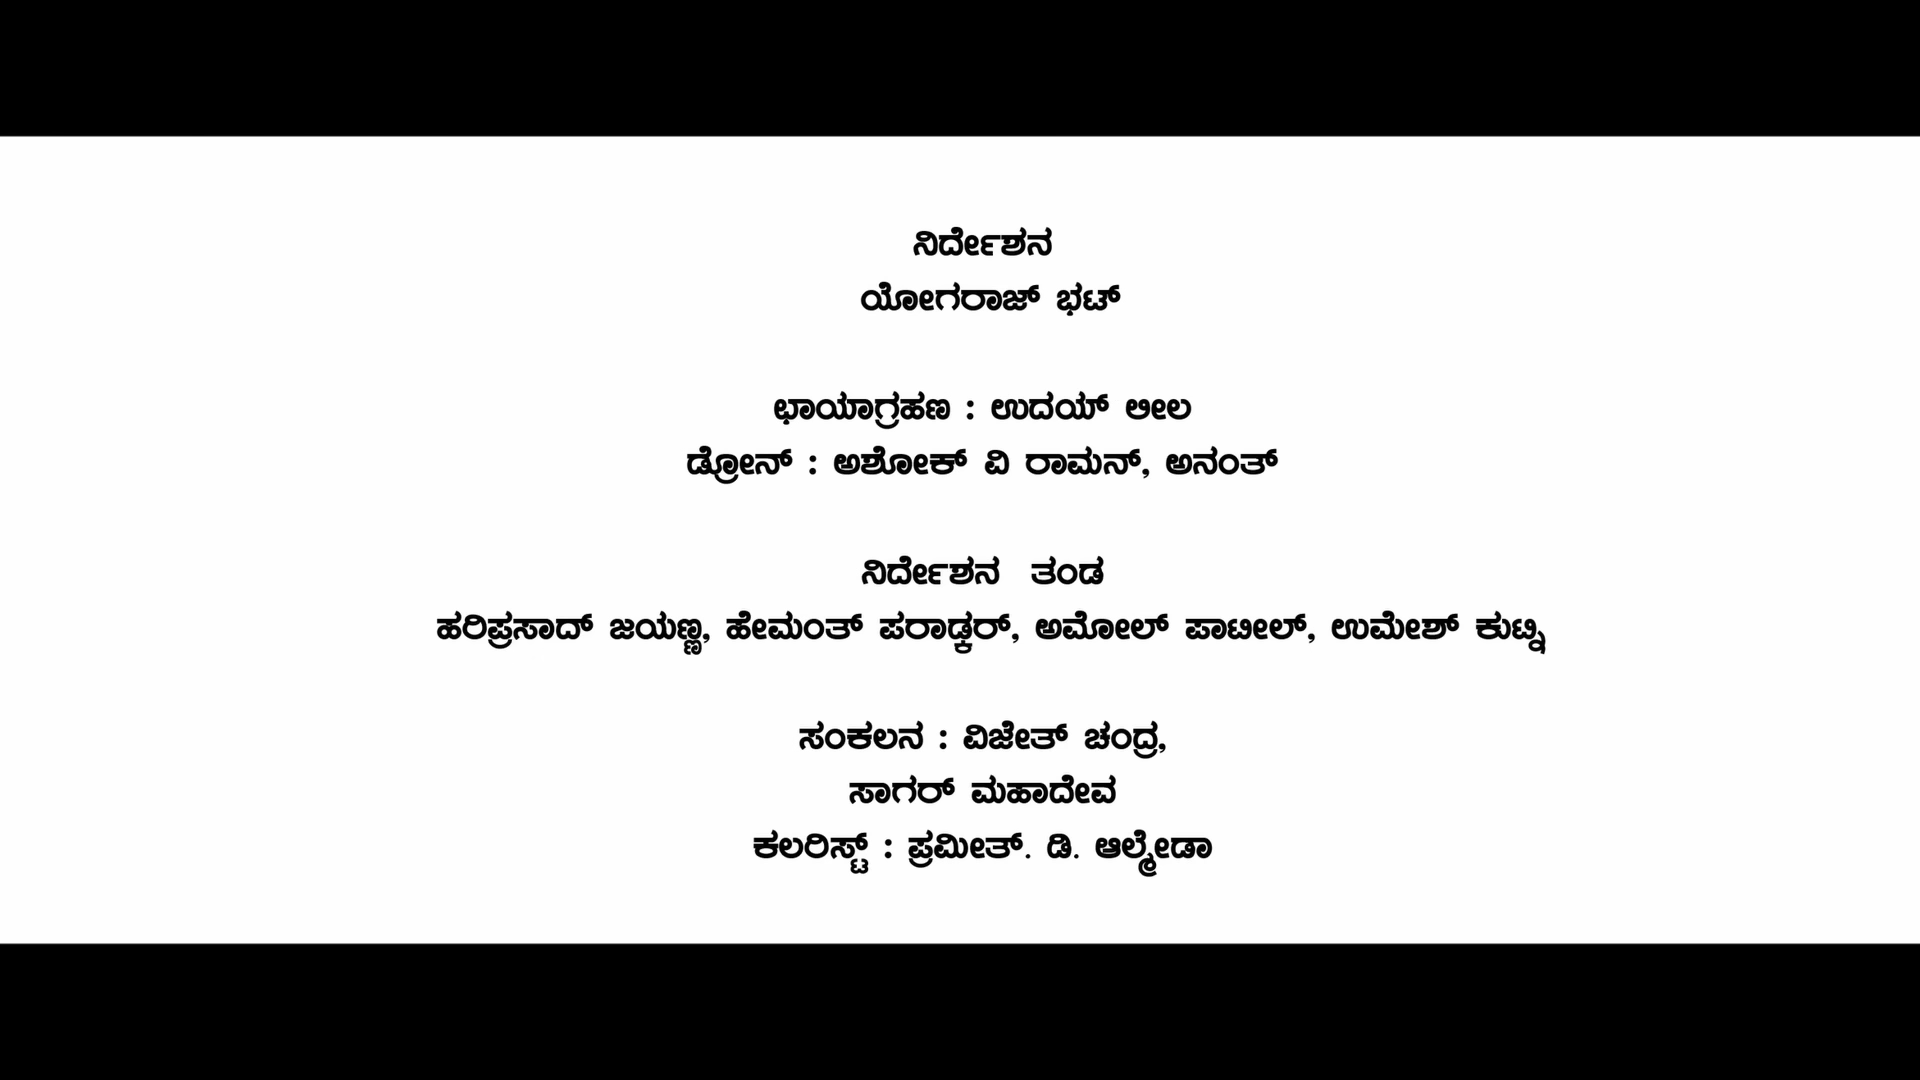 ನಿರ್ದೇಶನ
ಯೋಗರಾಜ್ ಭಟ್
ಛಾಯಾಗ್ರಹಣ : ಉದಯ್ ಲೀಲ
ಡ್ರೋನ್ : ಅಶೋಕ್ ವಿ ರಾಮನ್, ಅನಂತ್
ನಿರ್ದೇಶನ ತಂಡ
ಹರಿಪ್ರಸಾದ್ ಜಯಣ್ಣ, ಹೇಮಂತ್ ಪರಾಡ್ಕರ್, ಅಮೋಲ್ ಪಾಟೀಲ್, ಉಮೇಶ್ ಕುಟ್ನಿ
ಸಂಕಲನ : ವಿಜೇತ್ ಚಂದ್ರ,
ಸಾಗರ್ ಮಹಾದೇವ
ಕಲರಿಸ್ಟ್ : ಪ್ರಮೀತ್. ಡಿ. ಆಲ್ಮೇಡಾ